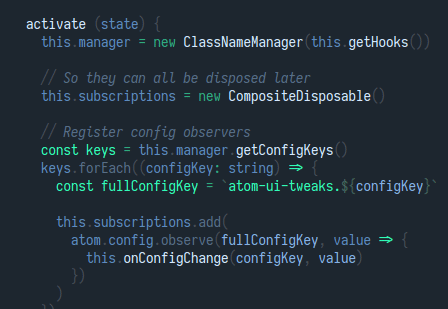 activate (state) {
  this.manager = new ClassNameManager(this.getHooks())

  // So they can all be disposed later
  this.subscriptions = new CompositeDisposable()

  // Register config observers
  const keys = this.manager.getConfigKeys()
  keys.forEach((configKey: string) => {
    const fullConfigKey = `atom-ui-tweaks.${configKey}`

    this.subscriptions.add(
      atom.config.observe(fullConfigKey, value => {
        this.onConfigChange(configKey, value)
      })
    )
  })